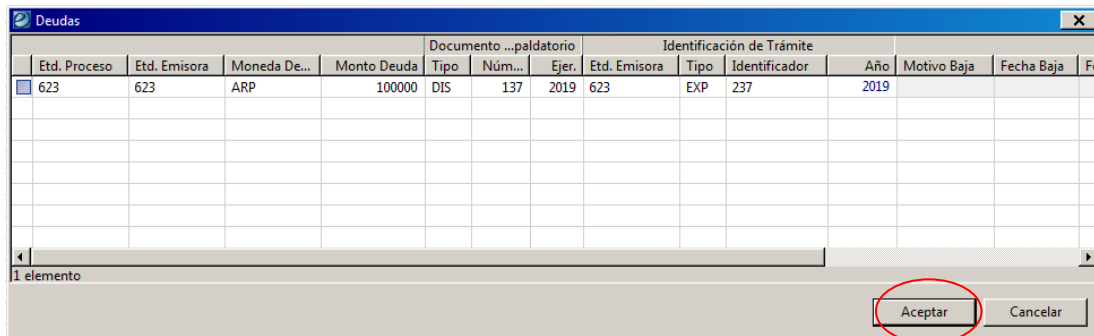 Deudas
Documento ...paldatorio Identificación de Trámite
Etd. Proceso Etd. Emisora Moneda De... Monto Deuda Tipo Núm... Ejer. Etd. Emisora Tipo Identificador Año Motivo Baja Fecha Baja
623 623 ARP 100000 DIS 137 2019 623 EXP 237 2019
1 elemento
Aceptar Cancelar